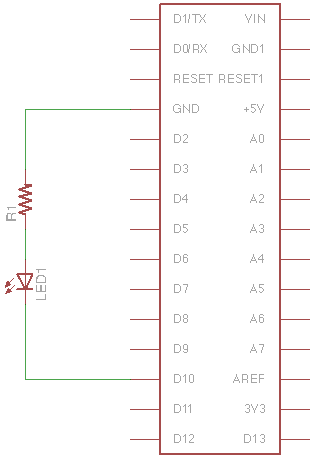 D1/TX VIN
D0/RX GND1
RESET RESET1
GND +5V
D2 A0
D3 A1
D4 A2
R1
D5 A3
D6 A4
LED1
D7 A5
D8 A6
D9 A7
D10 AREF
D11 3V3
D12 D13